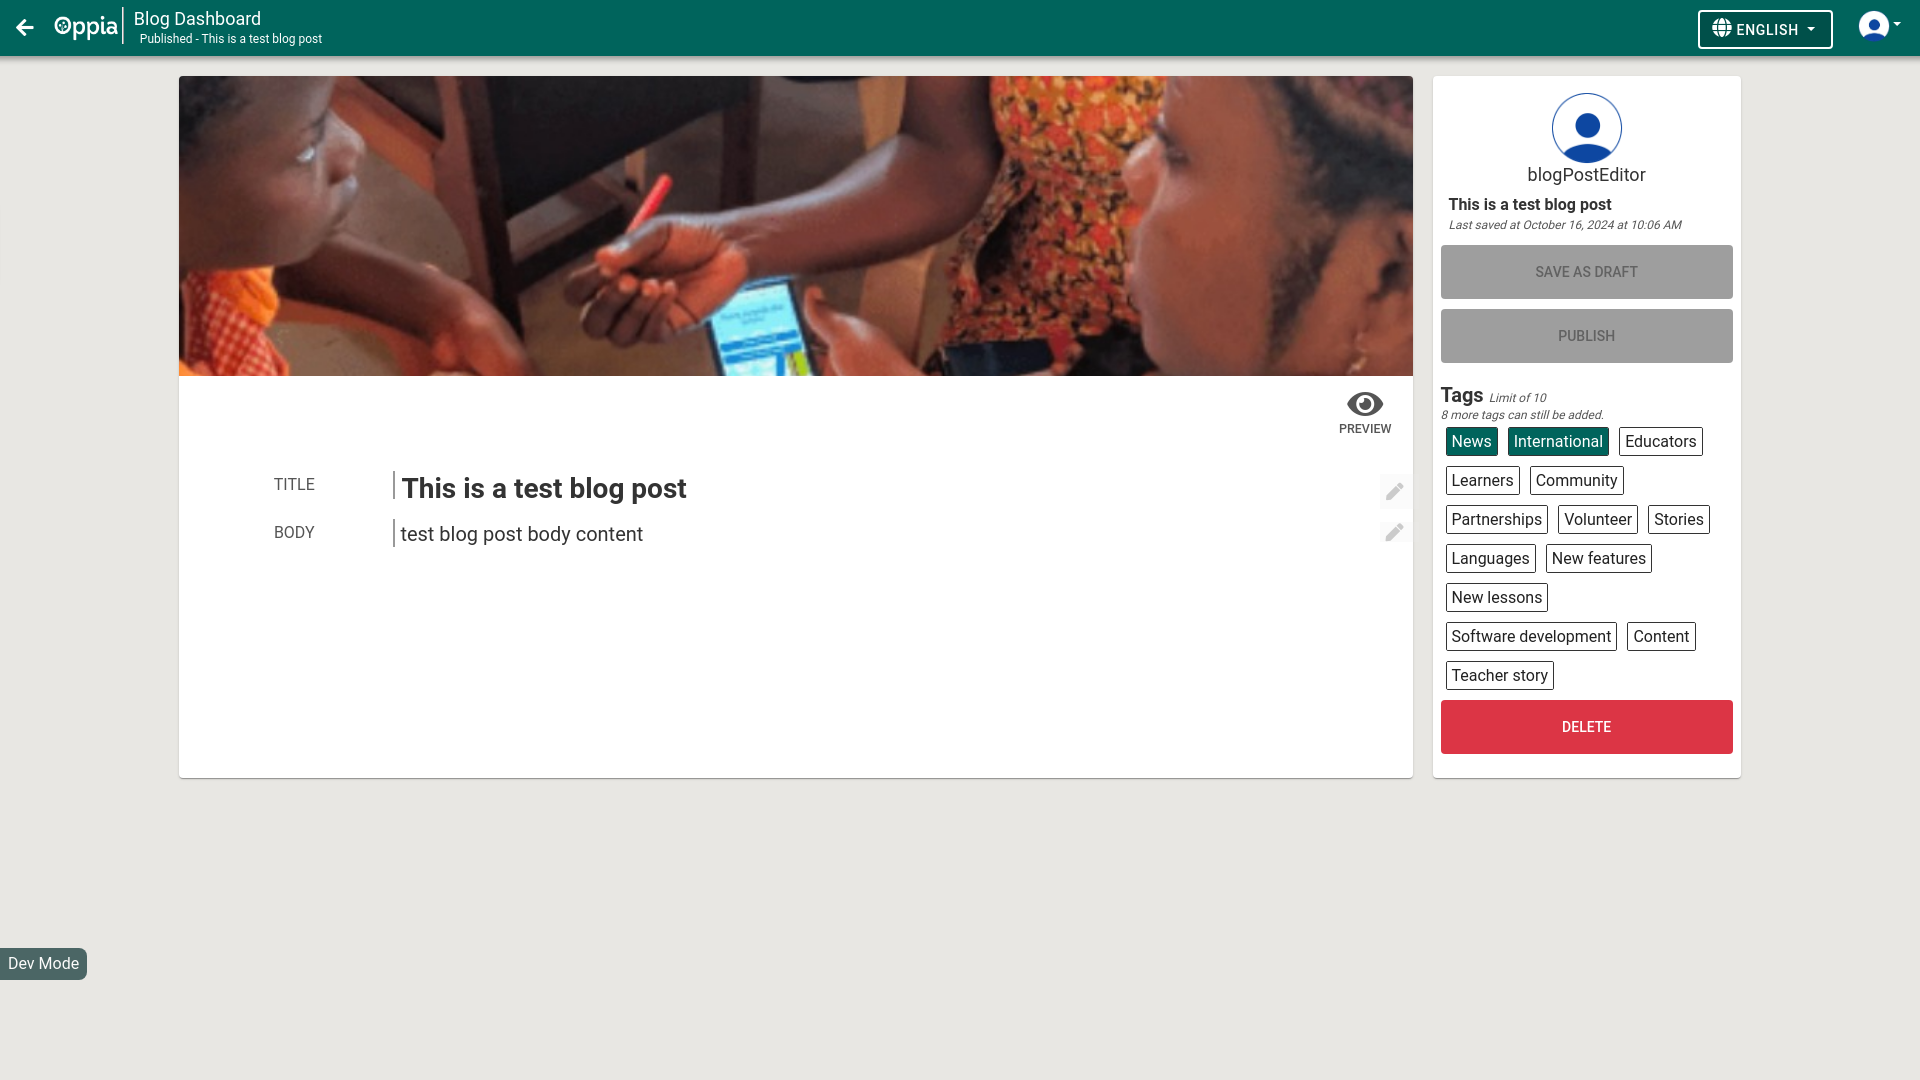 Oppia
Blog Dashboard
Published - This is a test blog post
ENGLISH
blogPostEditor
This is a test blog post
Last saved at October 16, 2024 at 10:06 AM
SAVE AS DRAFT
PUBLISH
Tags Limit of 10
8 more tags can still be added.
News International Educators
Learners Community
Partnerships Volunteer Stories
Languages New features
New lessons
Software development Content
Teacher story
DELETE
PREVIEW
TITLE This is a test blog post
BODY test blog post body content
Dev Mode